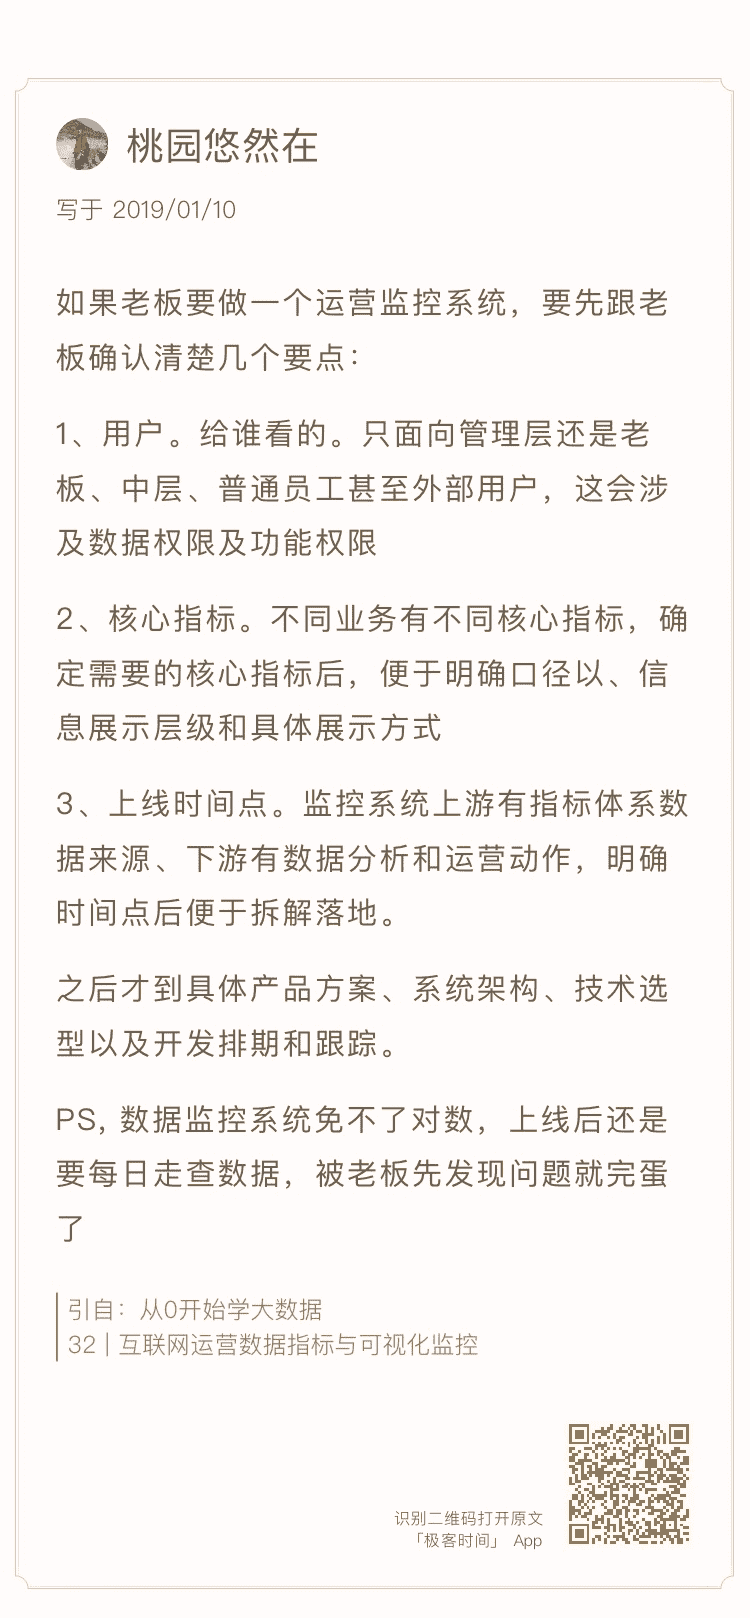 桃园悠然在
写于 2019/01/10
如果老板要做一个运营监控系统，要先跟老
板确认清楚几个要点：
1、用户。给谁看的。只面向管理层还是老
板、中层、普通员工甚至外部用户，这会涉
及数据权限及功能权限
2、核心指标。不同业务有不同核心指标，确
定需要的核心指标后，便于明确口径以、信
息展示层级和具体展示方式
3、上线时间点。监控系统上游有指标体系数
据来源、下游有数据分析和运营动作，明确
时间点后便于拆解落地。
之后才到具体产品方案、系统架构、技术选
型以及开发排期和跟踪。
PS, 数据监控系统免不了对数，上线后还是
要每日走查数据，被老板先发现问题就完蛋
了
引自：从0开始学大数据
32 | 互联网运营数据指标与可视化监控
识别二维码打开原文
「极客时间」 App